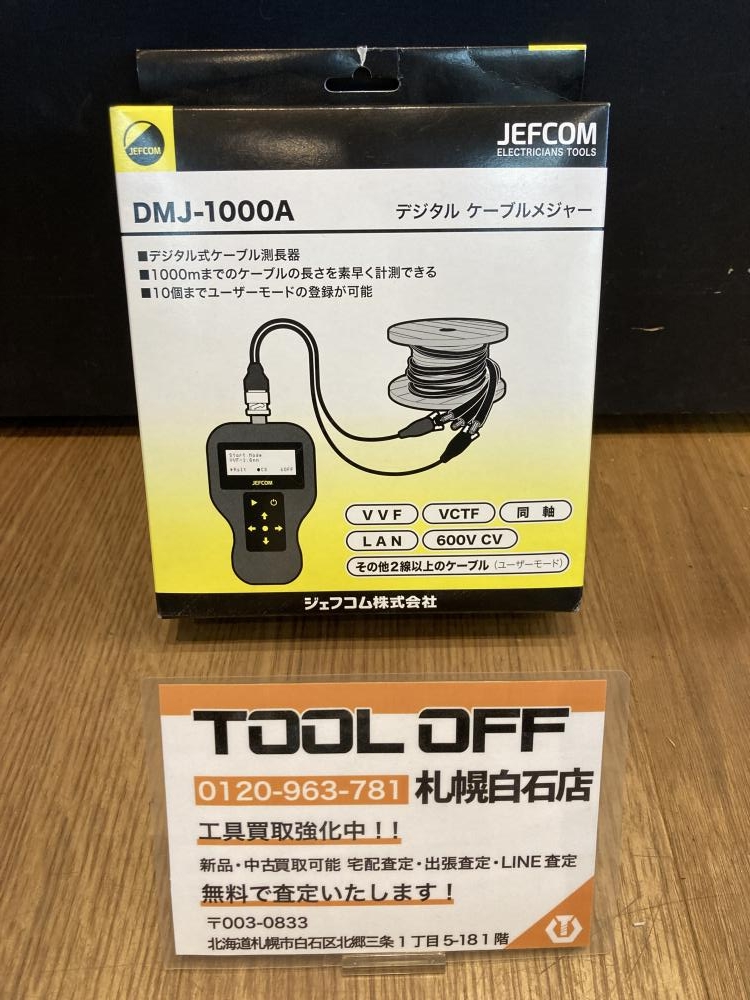 JEFCOM
JEFCOM
ELECTRICIANS TOOLS
DMJ-1000A
デジタル ケーブルメジャー
■デジタル式ケーブル測長器
■1000mまでのケーブルの長さを素早く計測できる
■10個までユーザーモードの登録が可能
Start Mode
JEFCOM
VVF
VCTF
同軸
LAN
600V CV
その他2線以上のケーブル(ユーザーモード)
ジェフコム株式会社
TOOL OFF
0120-963-781 札幌白石店
工具買取強化中!!
新品・中古買取可能 宅配査定・出張査定・LINE査定
無料で査定いたします!
〒003-0833
北海道札幌市白石区北郷三条1丁目5-18 1階